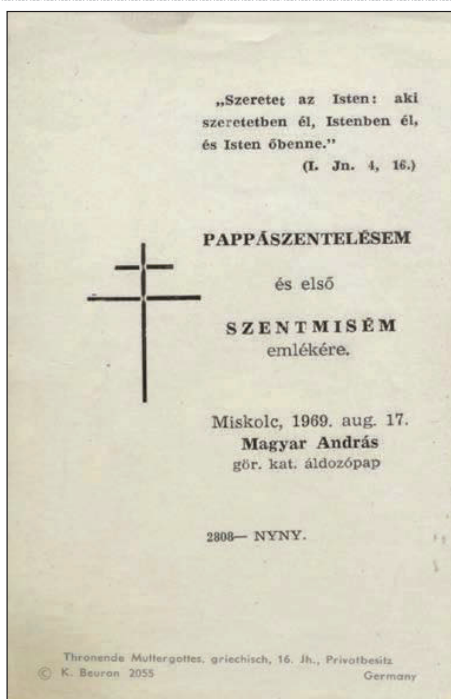 „Szeretet az Isten: aki
szeretetben él, Istenben él,
és Isten őbenne.”
(I. Jn. 4, 16.)
PAPPÁSZENTELÉSEM
és első
SZENTMISÉM
emlékére.
Miskolc, 1969. aug. 17.
Magyar András
gör. kat. áldozópap
2808— NYNY.
Thronende Muttergottes, griechisch, 16. Jh., Privatbesitz
© K. Beuron 2055 Germany